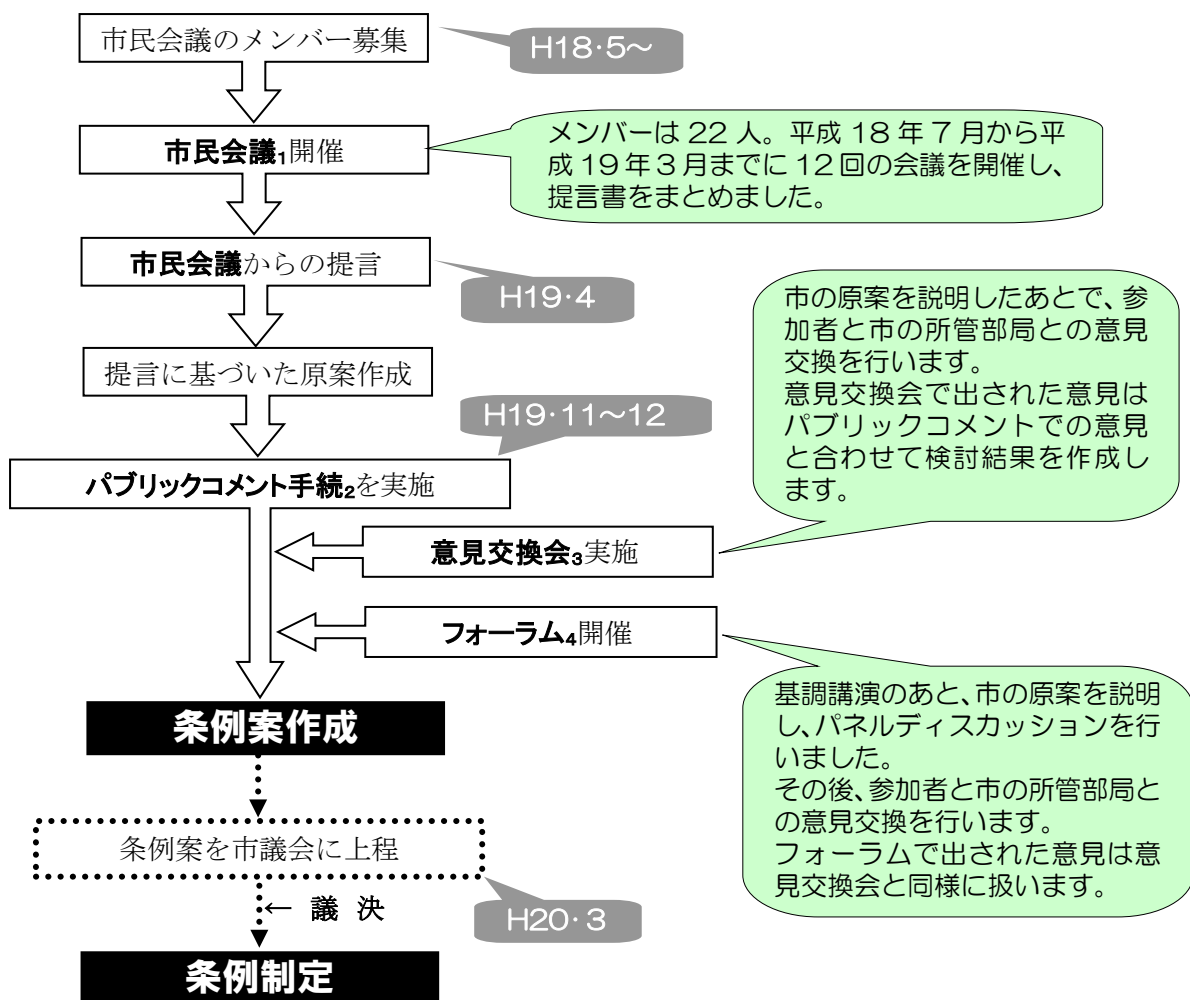 市民会議のメンバー募集
H18・5～
市民会議1開催
メンバーは 22 人。平成 18 年 7 月から平
成 19 年 3 月までに 12 回の会議を開催し、
提言書をまとめました。
市民会議からの提言
H19・4
提言に基づいた原案作成
H19・11～12
パブリックコメント手続2を実施
市の原案を説明したあとで、参
加者と市の所管部局との意見
交換を行います。
意見交換会で出された意見は
パブリックコメントでの意見
と合わせて検討結果を作成し
ます。
意見交換会3実施
フォーラム4開催
基調講演のあと、市の原案を説明
し、パネルディスカッションを行
いました。
その後、参加者と市の所管部局と
の意見交換を行います。
フォーラムで出された意見は意
見交換会と同様に扱います。
条例案作成
条例案を市議会に上程
H20・3
← 議 決
条例制定